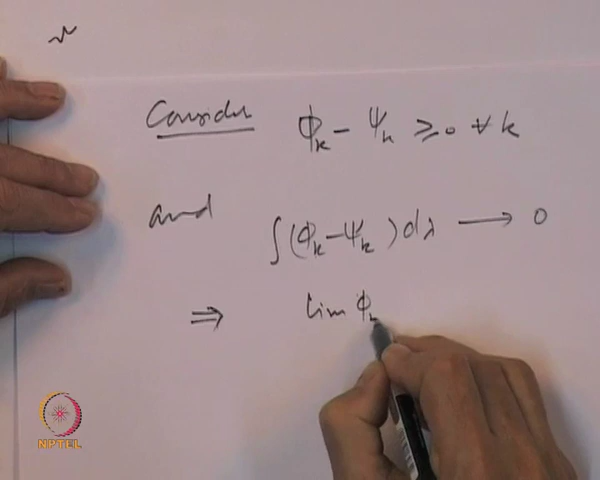 Consider ϕₖ − ψₖ ≥ 0 ∀ k
and ∫(ϕₖ − ψₖ) dλ → 0
⇒ lim ϕₖ
NPTEL